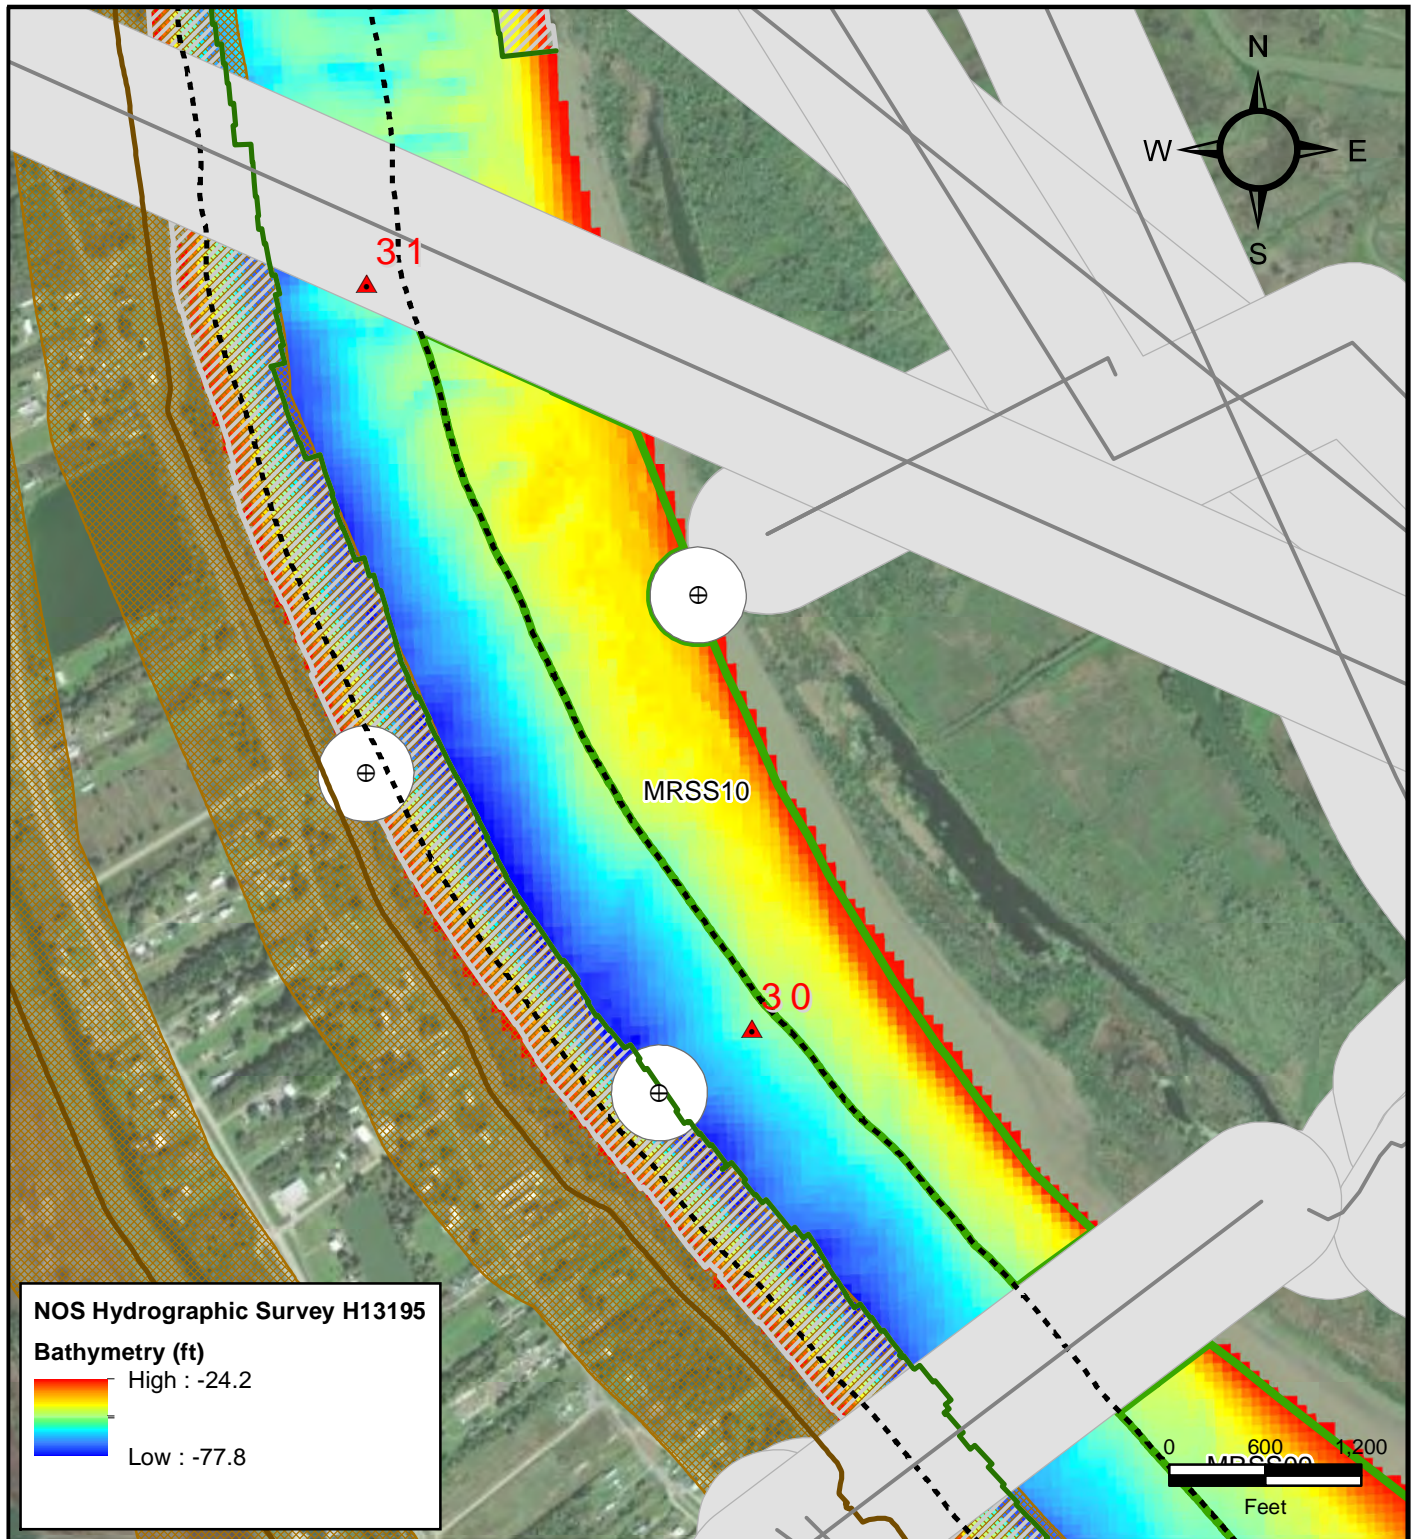 N
W E
S
31
MRSS10
30
NOS Hydrographic Survey H13195
Bathymetry (ft)
High : -24.2
Low : -77.8
0 600 1,200
MRSS09
Feet